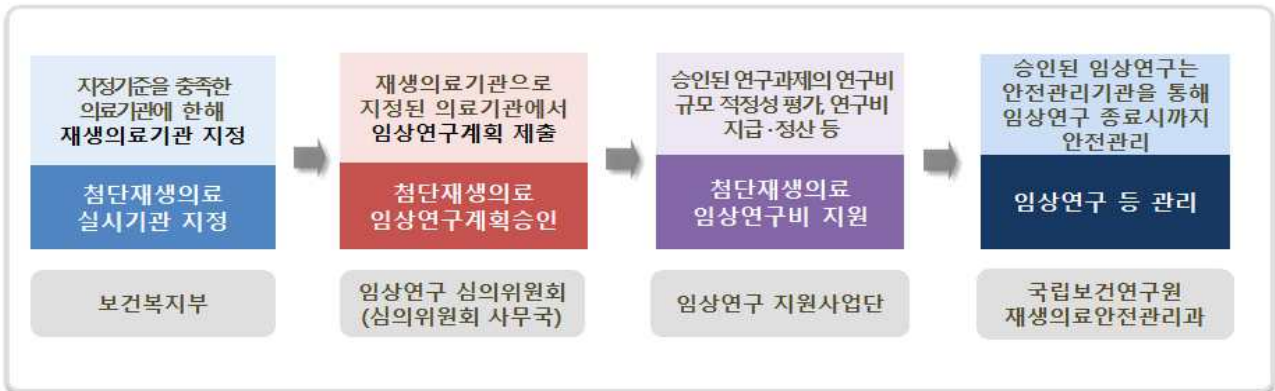 지정기준을 충족한
의료기관에 한해
재생의료기관 지정
첨단재생의료
실시기관 지정
보건복지부
재생의료기관으로
지정된 의료기관에서
임상연구계획 제출
첨단재생의료
임상연구계획승인
임상연구 심의위원회
(심의위원회 사무국)
승인된 연구과제의 연구비
규모 적정성 평가, 연구비
지급·정산 등
첨단재생의료
임상연구비 지원
임상연구 지원사업단
승인된 임상연구는
안전관리기관을 통해
임상연구 종료시까지
안전관리
임상연구 등 관리
국립보건연구원
재생의료안전관리과